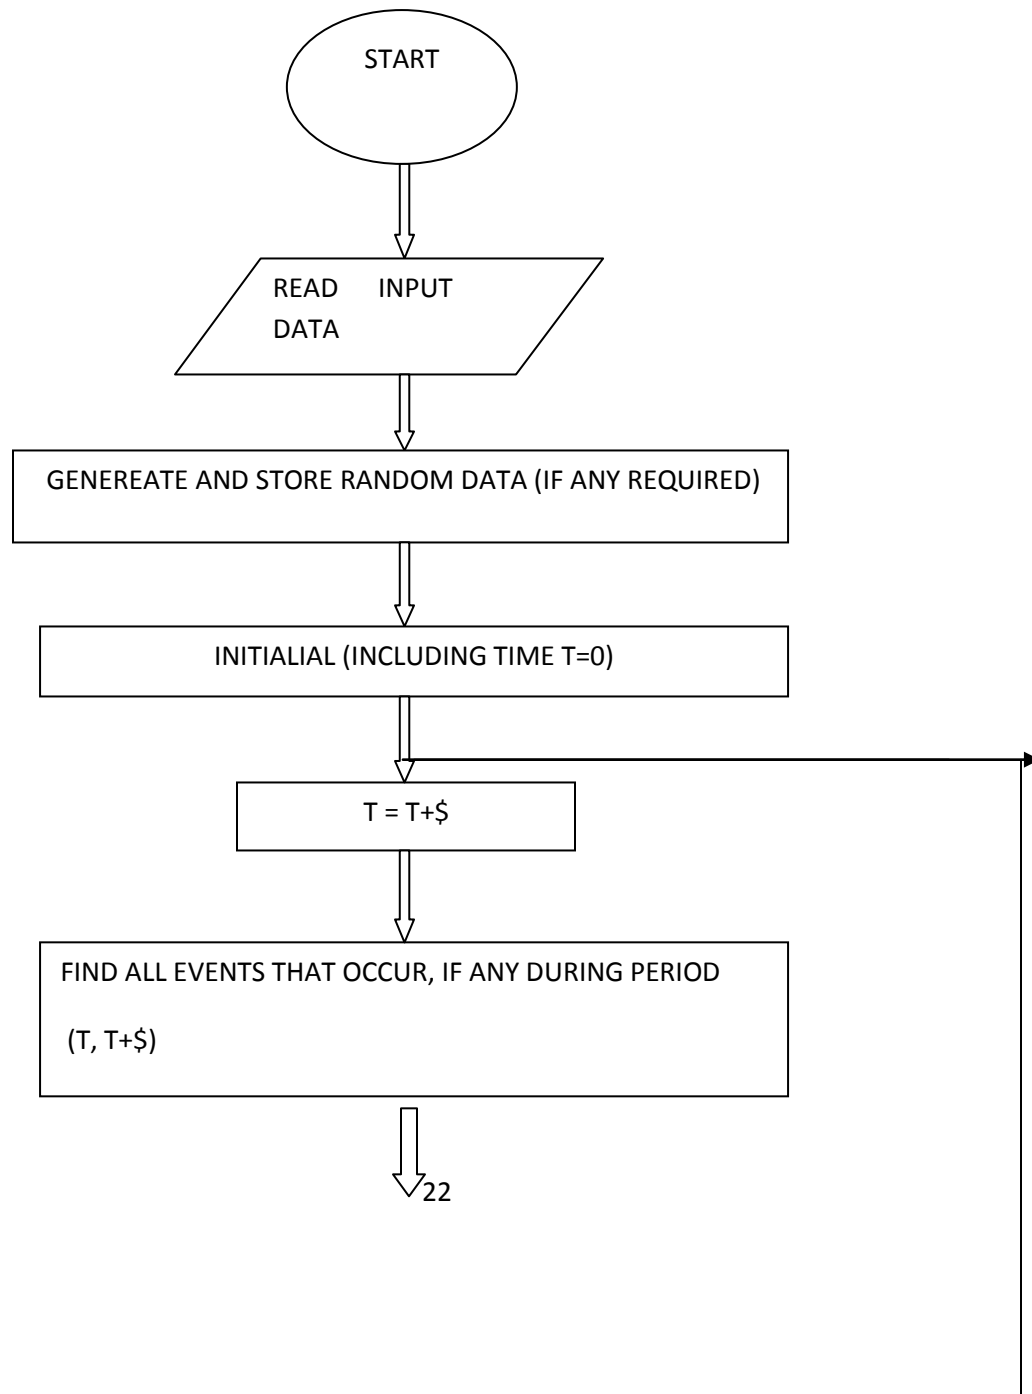 START
READ INPUT
DATA
GENEREATE AND STORE RANDOM DATA (IF ANY REQUIRED)
INITIALIAL (INCLUDING TIME T=0)
T = T+$
FIND ALL EVENTS THAT OCCUR, IF ANY DURING PERIOD
(T, T+$)
22